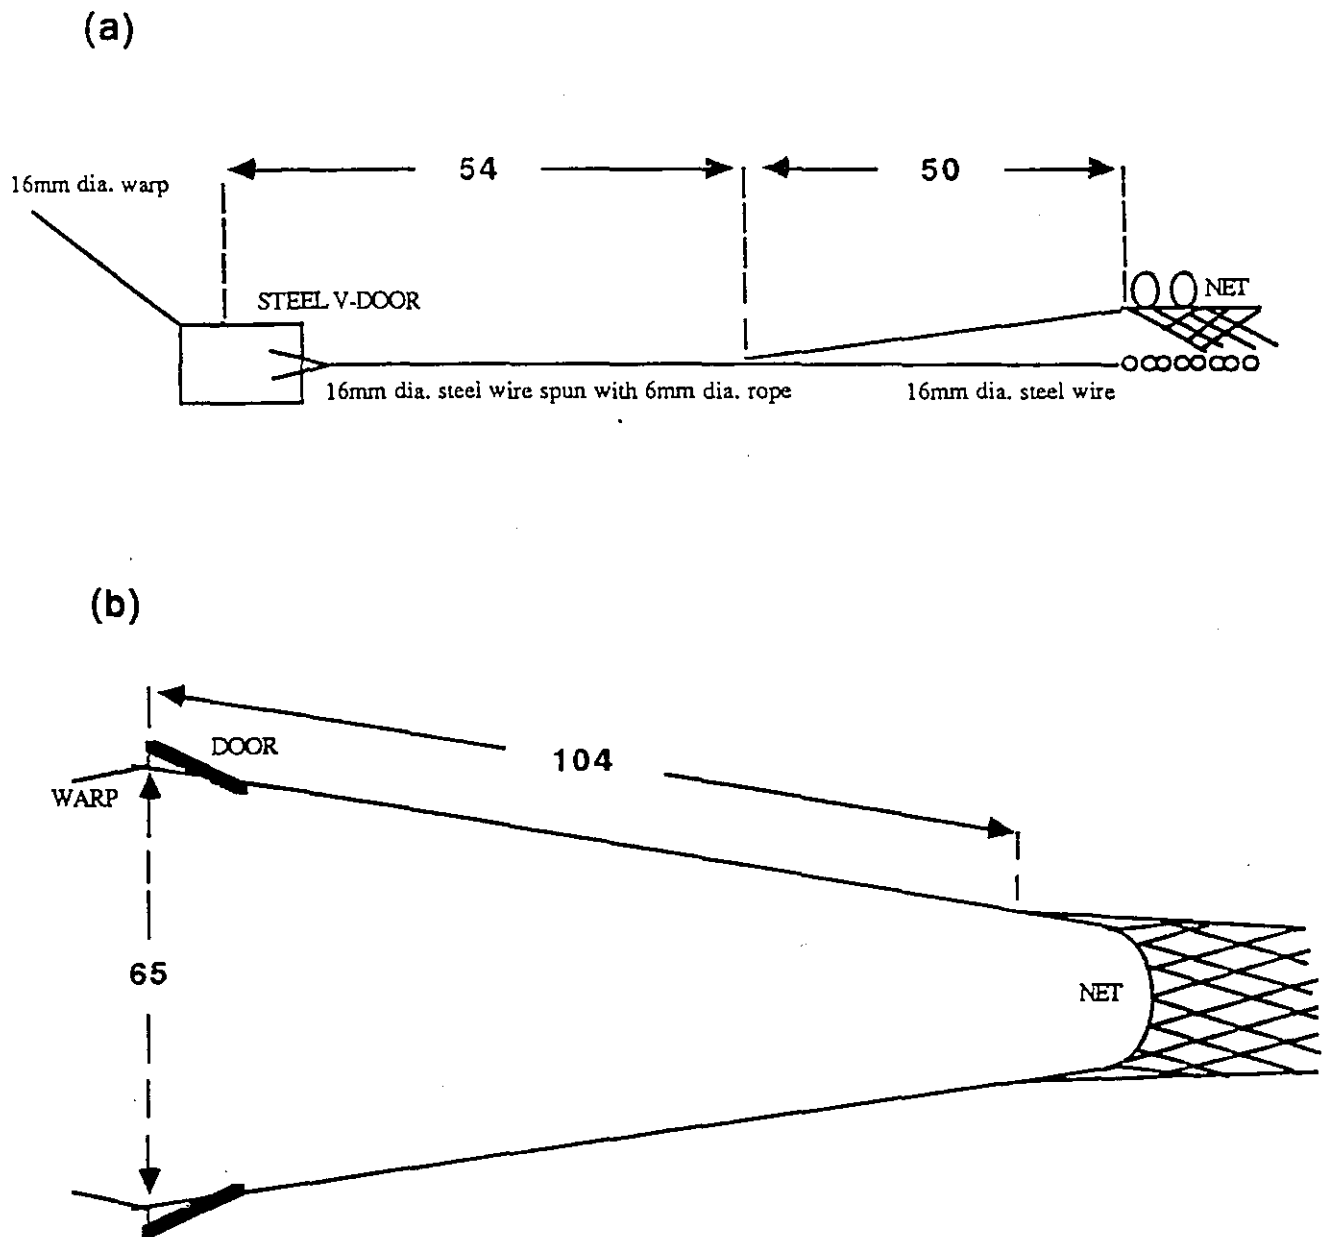 (a)
54
50
16mm dia. warp
STEEL V-DOOR
NET
16mm dia. steel wire spun with 6mm dia. rope
16mm dia. steel wire
(b)
DOOR
104
WARP
65
NET